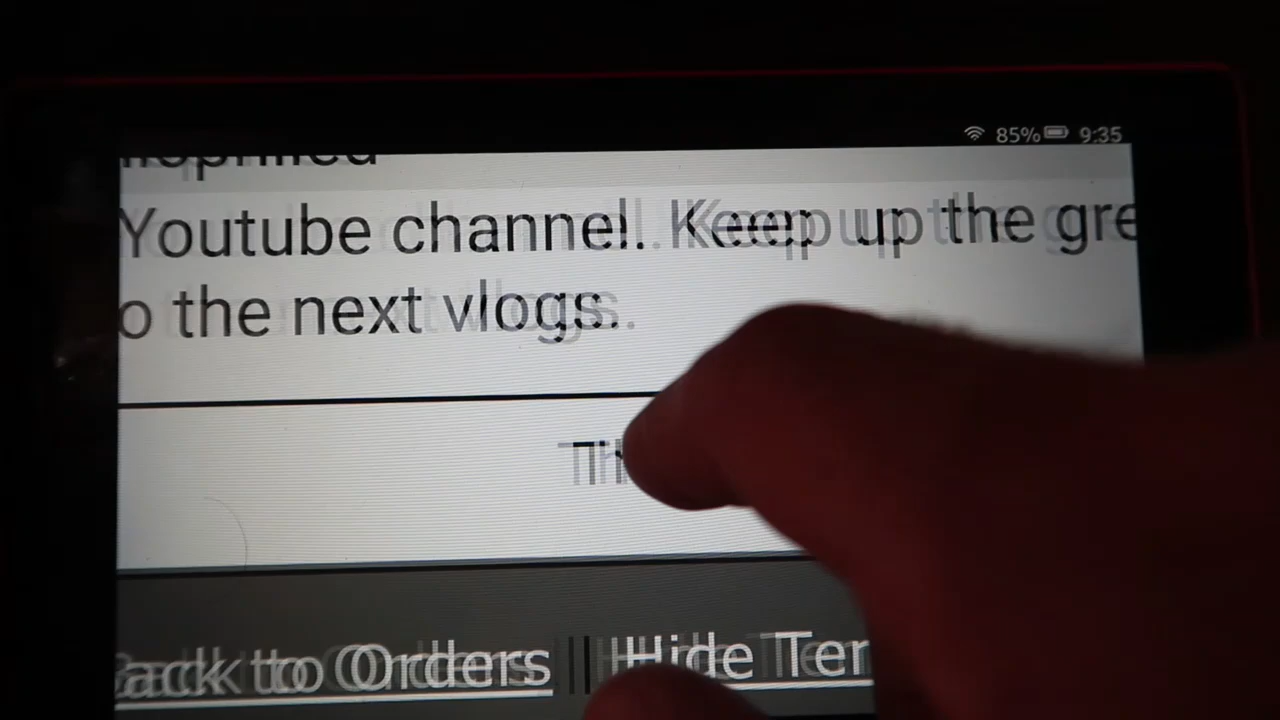 85% 9:35
Youtube channel. Keep up the gre
o the next vlogs.
Back to Orders | Hide Ter